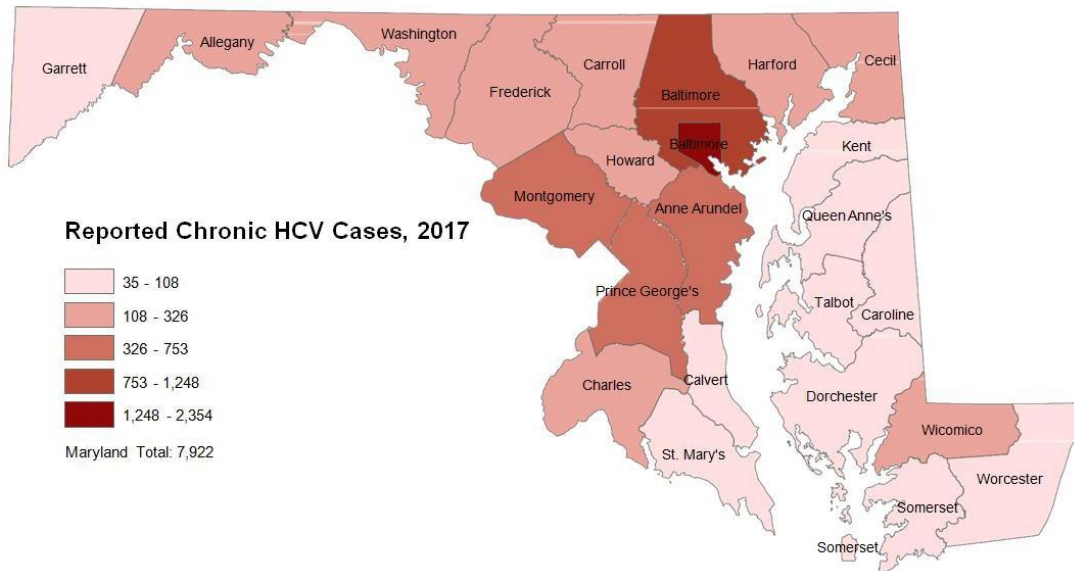 Garrett
Allegany
Washington
Frederick
Carroll
Baltimore
Harford
Cecil
Baltimore
Howard
Kent
Montgomery
Anne Arundel
Queen Anne's
Prince George's
Talbot
Caroline
Charles
Calvert
Dorchester
St. Mary's
Wicomico
Worcester
Somerset
Somerset
Reported Chronic HCV Cases, 2017
35 - 108
108 - 326
326 - 753
753 - 1,248
1,248 - 2,354
Maryland Total: 7,922